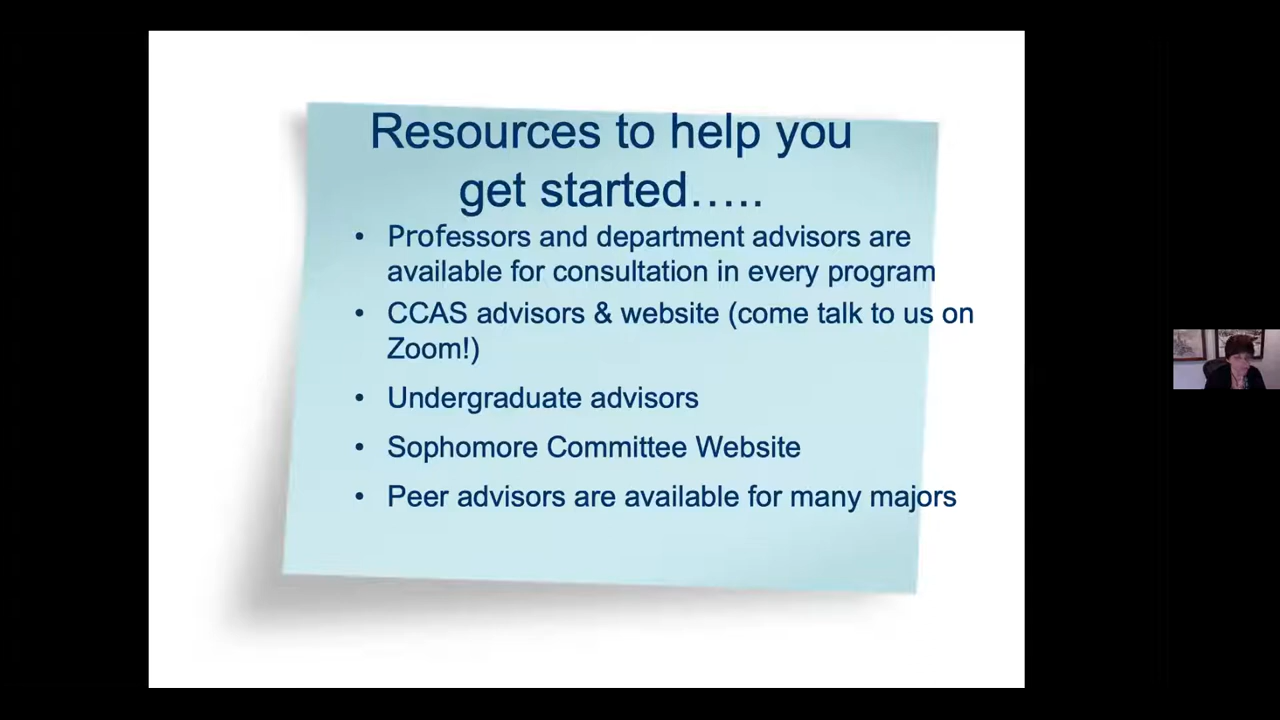 Resources to help you
get started.....
• Professors and department advisors are
available for consultation in every program
• CCAS advisors & website (come talk to us on
Zoom!)
• Undergraduate advisors
• Sophomore Committee Website
• Peer advisors are available for many majors